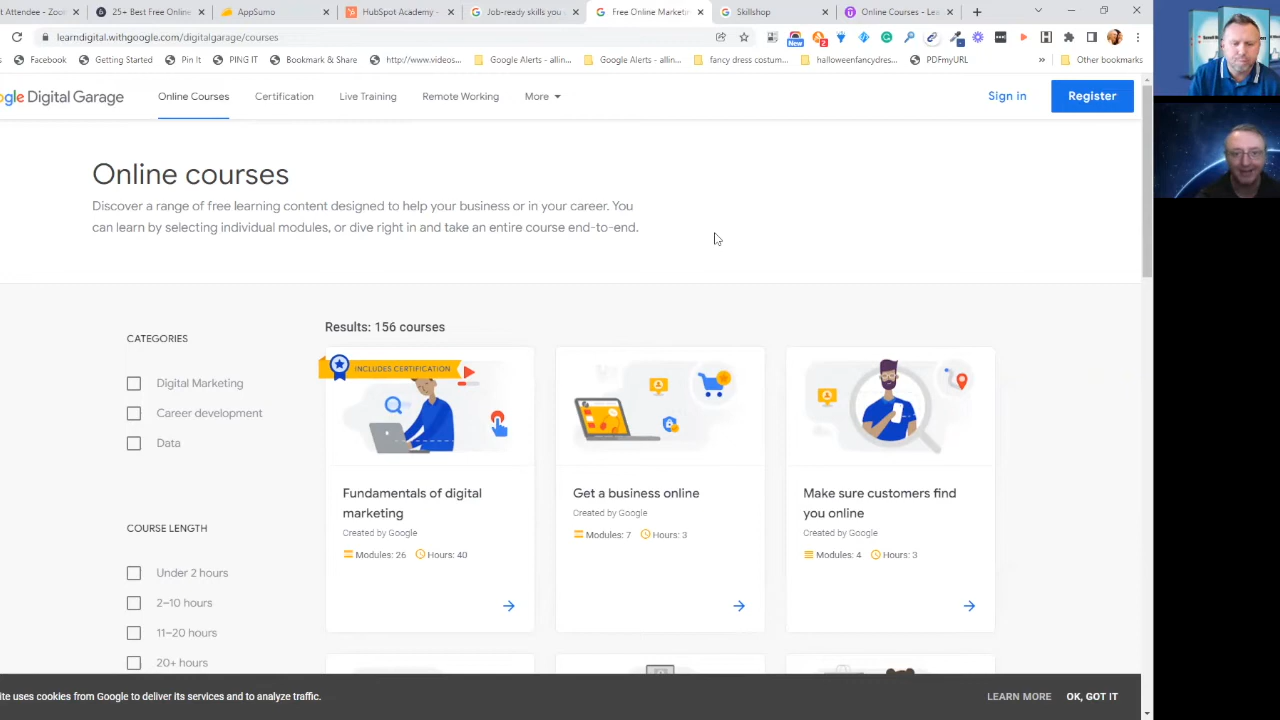 t Attendee - Zoo
25+ Best Free Online
AppSumo
HubSpot Academy -
Job-ready skills you
Free Online Marketin
Skillshop
Online Courses - Lea
learndigital.withgoogle.com/digitalgarage/courses
New
2
Facebook
Getting Started
Pin It
PING IT
Bookmark & Share
http://www.videos...
Google Alerts - allin...
Google Alerts - allin...
fancy dress costum...
halloweenfancydres...
PDFmyURL
»
Other bookmarks
gle Digital Garage
Online Courses
Certification
Live Training
Remote Working
More
Sign in
Register
Online courses
Discover a range of free learning content designed to help your business or in your career. You
can learn by selecting individual modules, or dive right in and take an entire course end-to-end.
CATEGORIES
Digital Marketing
Career development
Data
COURSE LENGTH
Under 2 hours
2–10 hours
11–20 hours
20+ hours
Results: 156 courses
INCLUDES CERTIFICATION
Fundamentals of digital
marketing
Created by Google
Modules: 26 Hours: 40
Get a business online
Created by Google
Modules: 7 Hours: 3
Make sure customers find
you online
Created by Google
Modules: 4 Hours: 3
ite uses cookies from Google to deliver its services and to analyze traffic.
LEARN MORE
OK, GOT IT